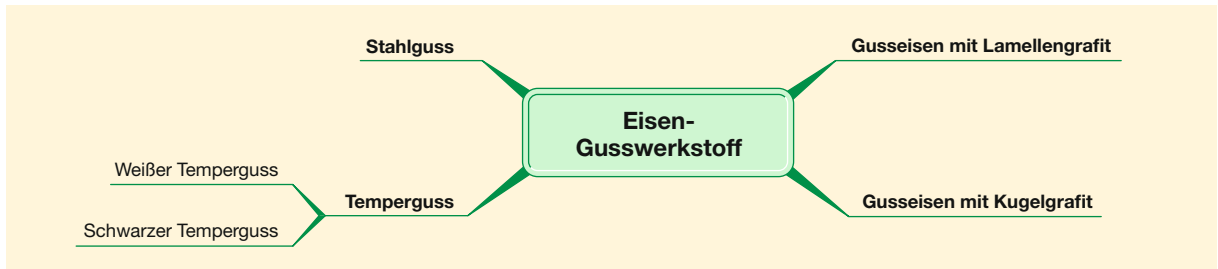 Stahlguss
Gusseisen mit Lamellengrafit
Eisen-
Gusswerkstoff
Weißer Temperguss
Temperguss
Schwarzer Temperguss
Gusseisen mit Kugelgrafit